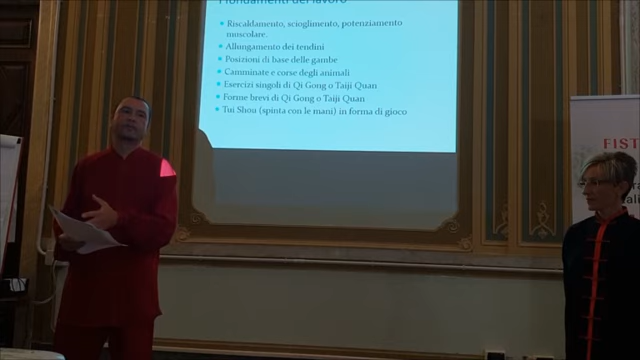 Fondamenti del lavoro
Riscaldamento, scioglimento, potenziamento
muscolare.
Allungamento dei tendini
Posizioni di base delle gambe
Camminate e corse degli animali
Esercizi singoli di Qi Gong o Taiji Quan
Forme brevi di Qi Gong o Taiji Quan
Tui Shou (spinta con le mani) in forma di gioco
FIST